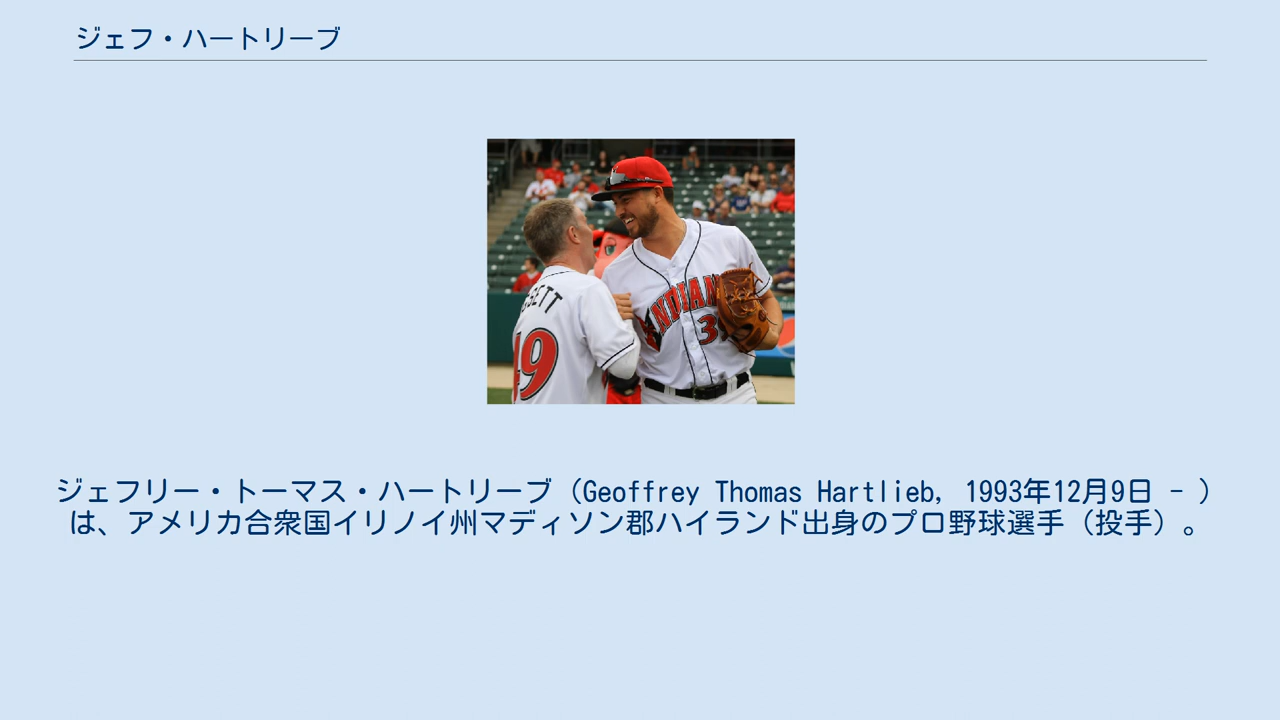 ジェフ・ハートリーブ
INDIAN
49
ジェフリー・トーマス・ハートリーブ（Geoffrey Thomas Hartlieb, 1993年12月9日 - ）
は、アメリカ合衆国イリノイ州マディソン郡ハイランド出身のプロ野球選手（投手）。